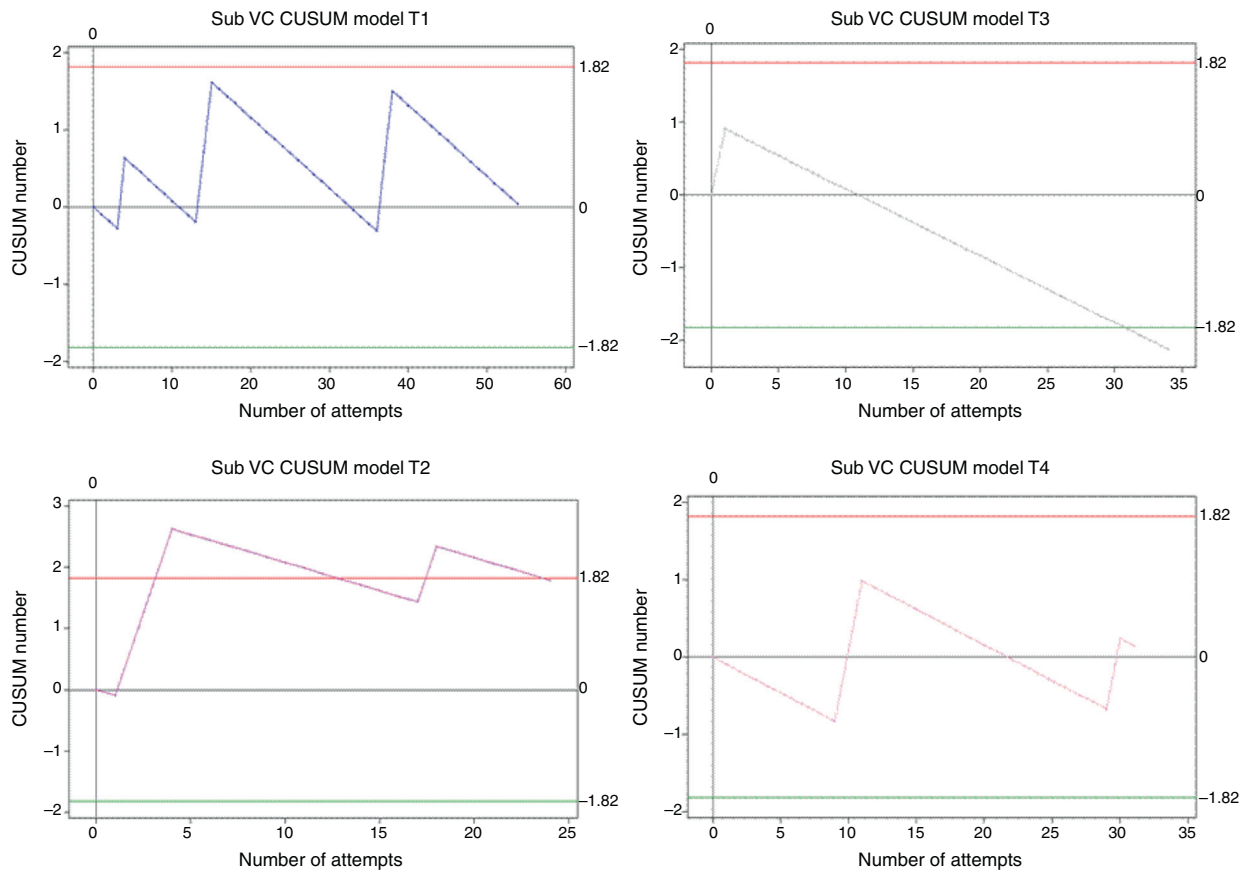 Sub VC CUSUM model T1
0
2
1
0
–1
–2
1.82
0
–1.82
CUSUM number
0 10 20 30 40 50 60
Number of attempts
Sub VC CUSUM model T3
0
2
1
0
–1
–2
1.82
0
–1.82
CUSUM number
0 5 10 15 20 25 30 35
Number of attempts
Sub VC CUSUM model T2
0
3
2
1
0
–1
–2
1.82
0
–1.82
CUSUM number
0 5 10 15 20 25
Number of attempts
Sub VC CUSUM model T4
0
2
1
0
–1
–2
1.82
0
–1.82
CUSUM number
0 5 10 15 20 25 30 35
Number of attempts